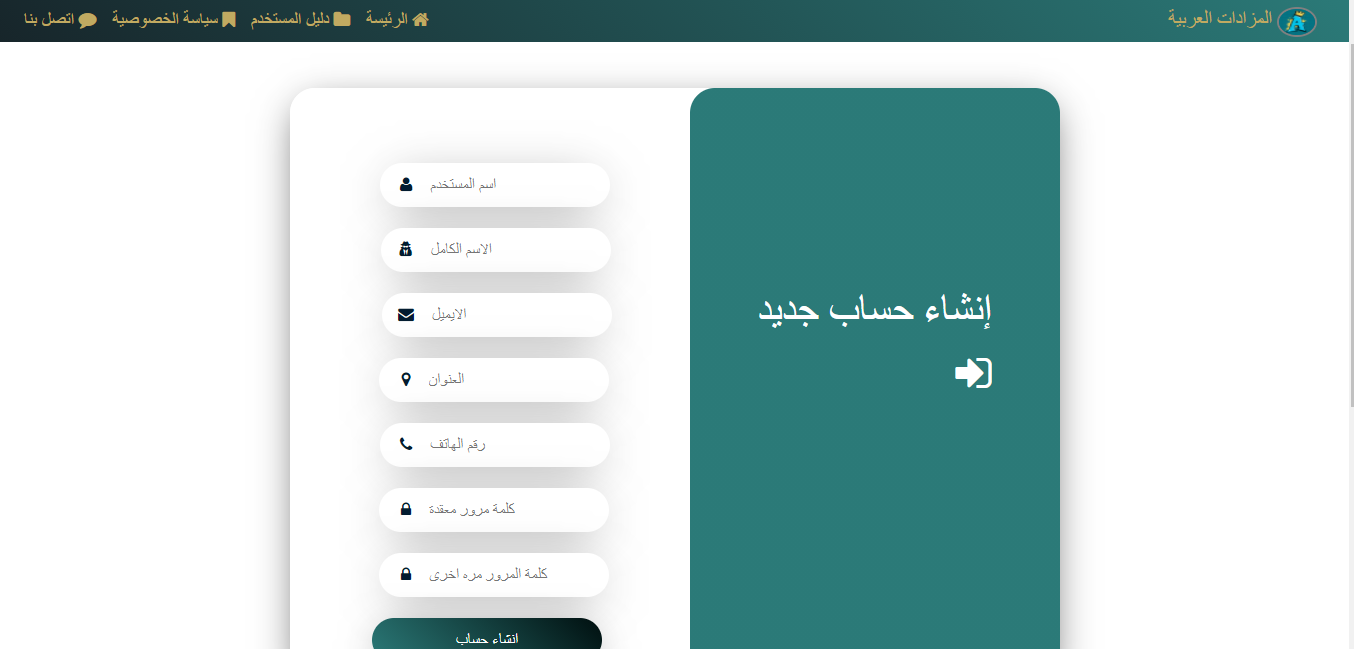 المزادات العربية
الرئيسة دليل المستخدم سياسة الخصوصية اتصل بنا
إنشاء حساب جديد
اسم المستخدم
الاسم الكامل
الايميل
العنوان
رقم الهاتف
كلمة مرور معقدة
كلمة المرور مره اخرى
انشاء حساب